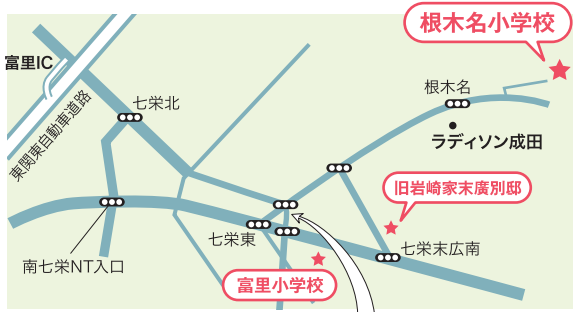 根木名小学校
富里IC
七栄北
根木名
東関東自動車道路
ラディソン成田
旧岩崎家末廣別邸
七栄東
七栄末広南
南七栄NT入口
富里小学校